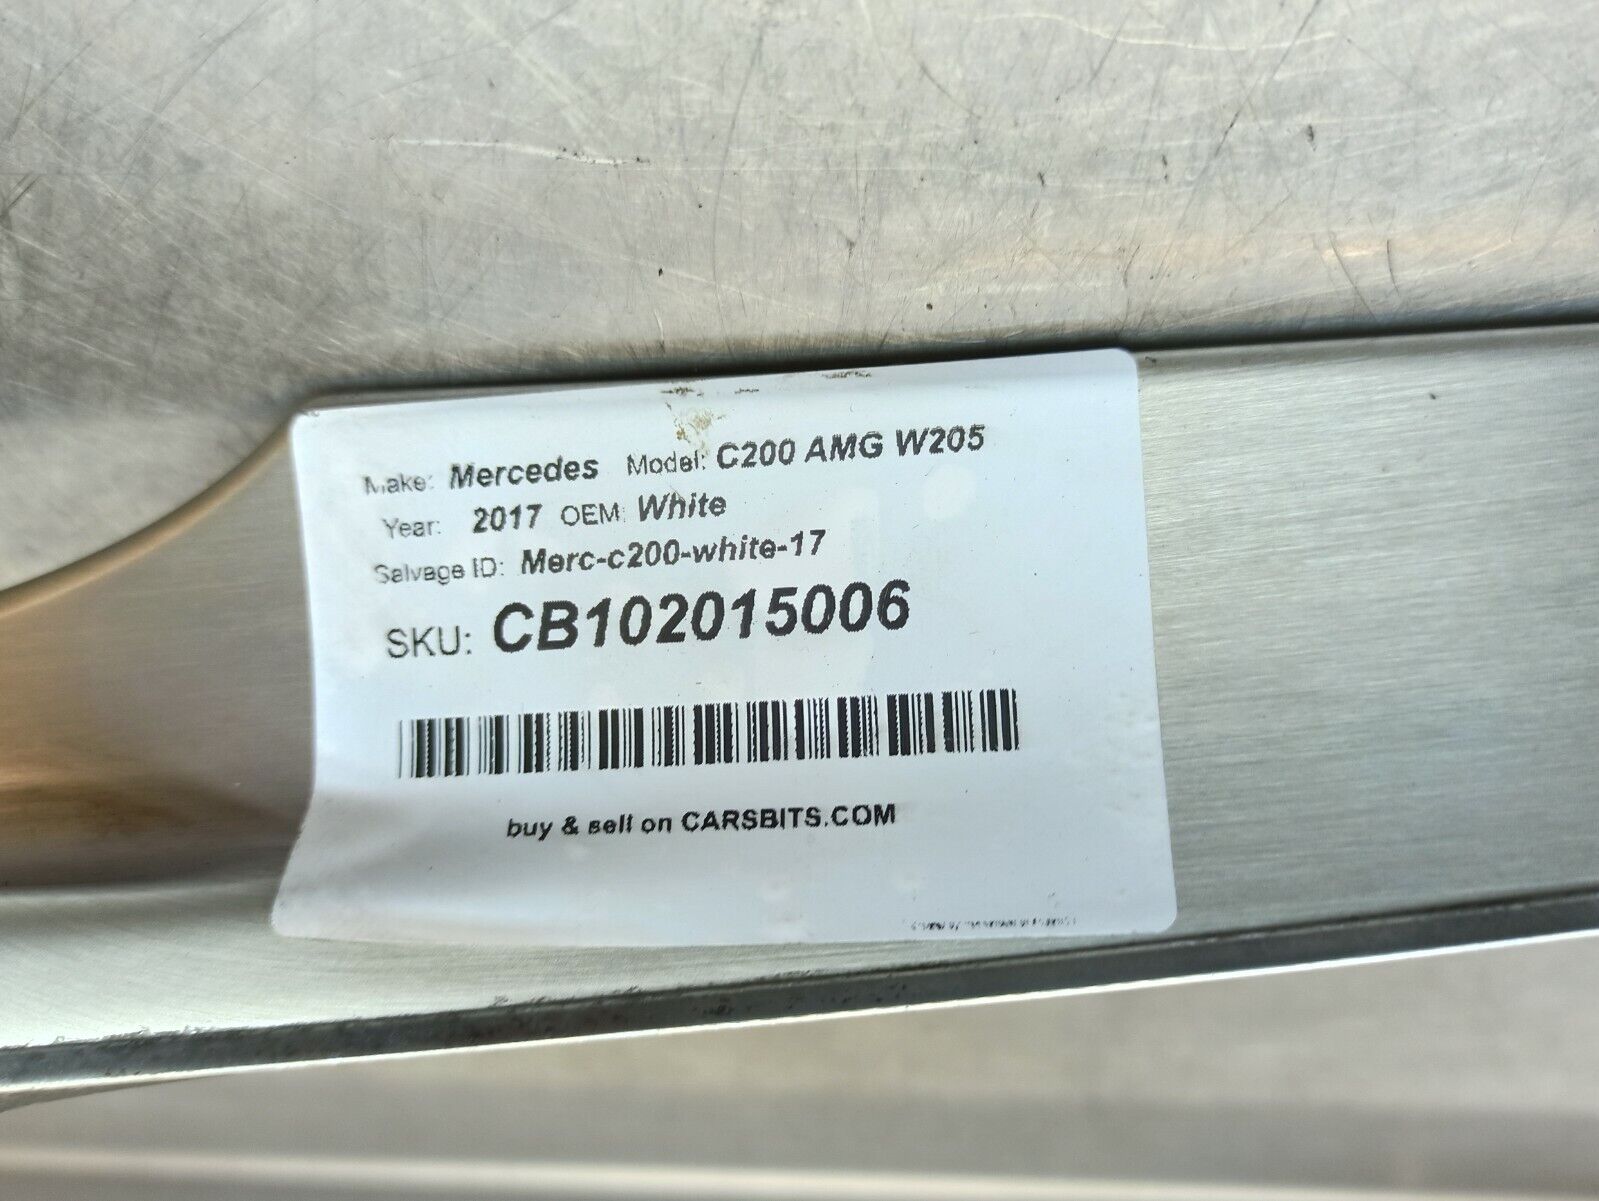 Make: Mercedes Model: C200 AMG W205
Year: 2017 OEM: White
Salvage ID: Merc-c200-white-17
SKU: CB102015006
buy & sell on CARSBITS.COM